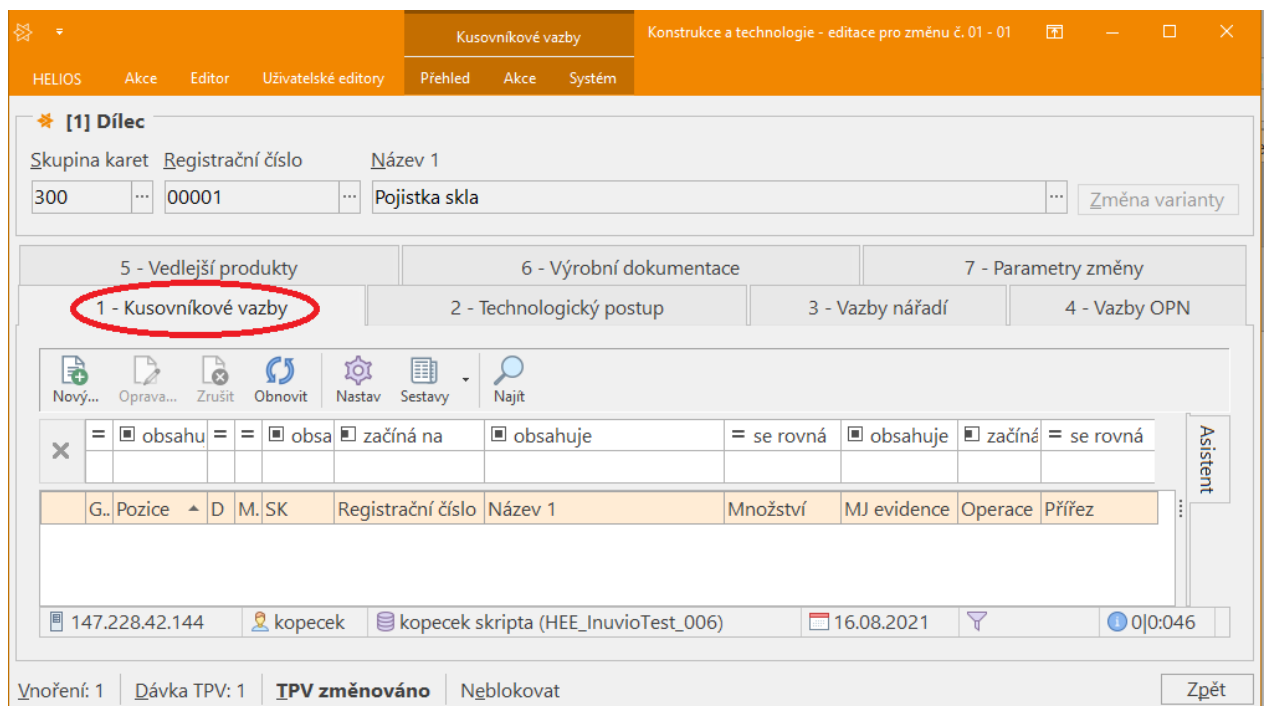 Kusovníkové vazby
Konstrukce a technologie - editace pro změnu č. 01 - 01
HELIOS Akce Editor Uživatelské editory Přehled Akce Systém
[1] Dílec
Skupina karet Registrační číslo Název 1
300 ... 00001 ... Pojistka skla ... Změna varianty
5 - Vedlejší produkty 6 - Výrobní dokumentace 7 - Parametry změny
1 - Kusovníkové vazby 2 - Technologický postup 3 - Vazby nářadí 4 - Vazby OPN
Nový... Oprava... Zrušit Obnovit Nastav Sestavy Najít
= obsahu = = obsa začíná na obsahuje = se rovná obsahuje začíná = se rovná
Asistent
G.. Pozice D M. SK Registrační číslo Název 1 Množství MJ evidence Operace Přířez
147.228.42.144 kopecek kopecek skripta (HEE_InuvioTest_006) 16.08.2021 0|0:046
Vnoření: 1 Dávka TPV: 1 TPV změnováno Neblokovat Zpět